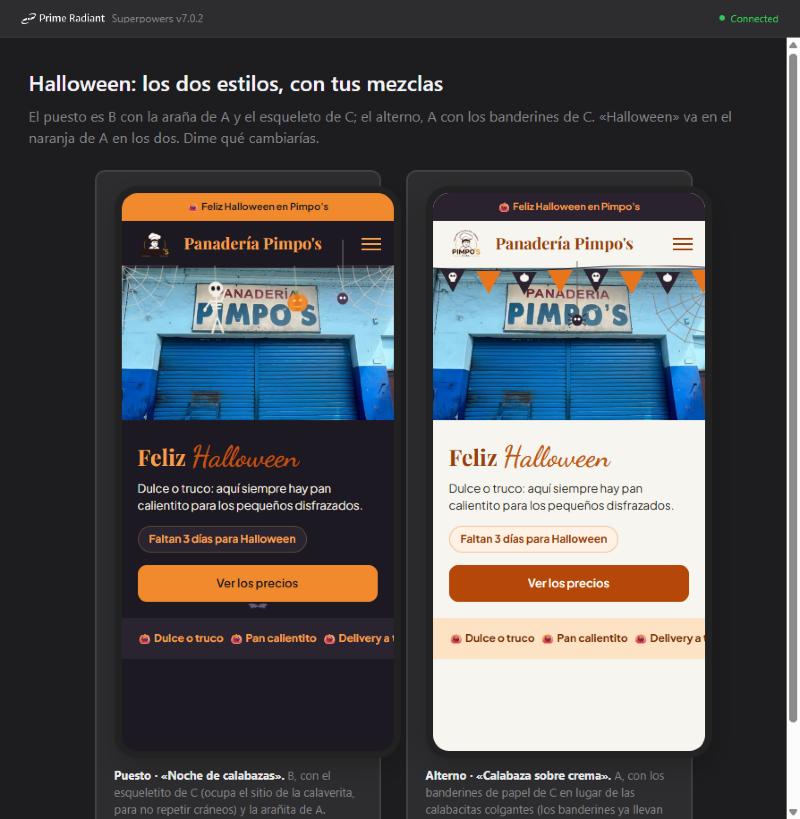 Prime Radiant Superpowers v7.0.2
Connected
Halloween: los dos estilos, con tus mezclas
El puesto es B con la araña de A y el esqueleto de C; el alterno, A con los banderines de C. «Halloween» va en el
naranja de A en los dos. Dime qué cambiarías.
Feliz Halloween en Pimpo's
Panadería Pimpo's
PANADERÍA
PIMPO'S
Feliz Halloween
Dulce o truco: aquí siempre hay pan
calientito para los pequeños disfrazados.
Faltan 3 días para Halloween
Ver los precios
Dulce o truco Pan calientito Delivery a
Puesto · «Noche de calabazas». B, con el
esqueletito de C (ocupa el sitio de la calaverita,
para no repetir cráneos) y la arañita de A.
Feliz Halloween en Pimpo's
PIMPO'S
Panadería Pimpo's
PANADERÍA
PIMPO'S
Feliz Halloween
Dulce o truco: aquí siempre hay pan
calientito para los pequeños disfrazados.
Faltan 3 días para Halloween
Ver los precios
Dulce o truco Pan calientito Delivery a
Alterno · «Calabaza sobre crema». A, con los
banderines de papel de C en lugar de las
calabacitas colgantes (los banderines ya llevan